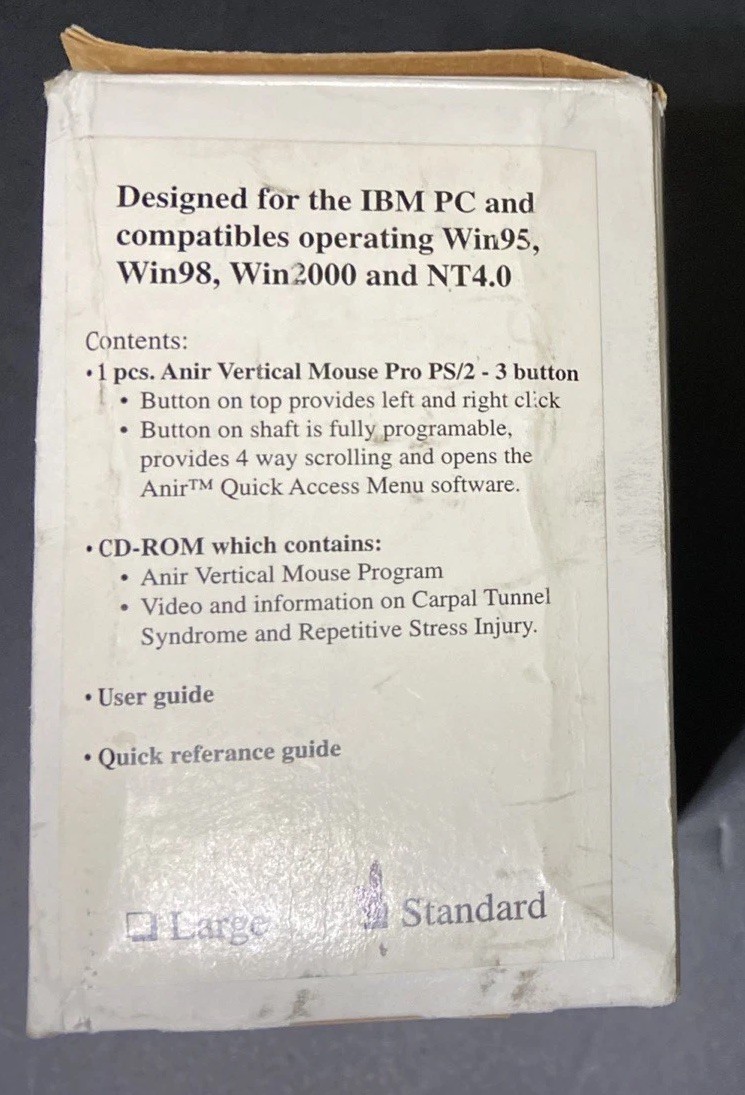 Designed for the IBM PC and
compatibles operating Win95,
Win98, Win2000 and NT4.0
Contents:
• 1 pcs. Anir Vertical Mouse Pro PS/2 - 3 button
• Button on top provides left and right click
• Button on shaft is fully programable,
provides 4 way scrolling and opens the
Anir™ Quick Access Menu software.
• CD-ROM which contains:
• Anir Vertical Mouse Program
• Video and information on Carpal Tunnel
Syndrome and Repetitive Stress Injury.
• User guide
• Quick referance guide
Large Standard